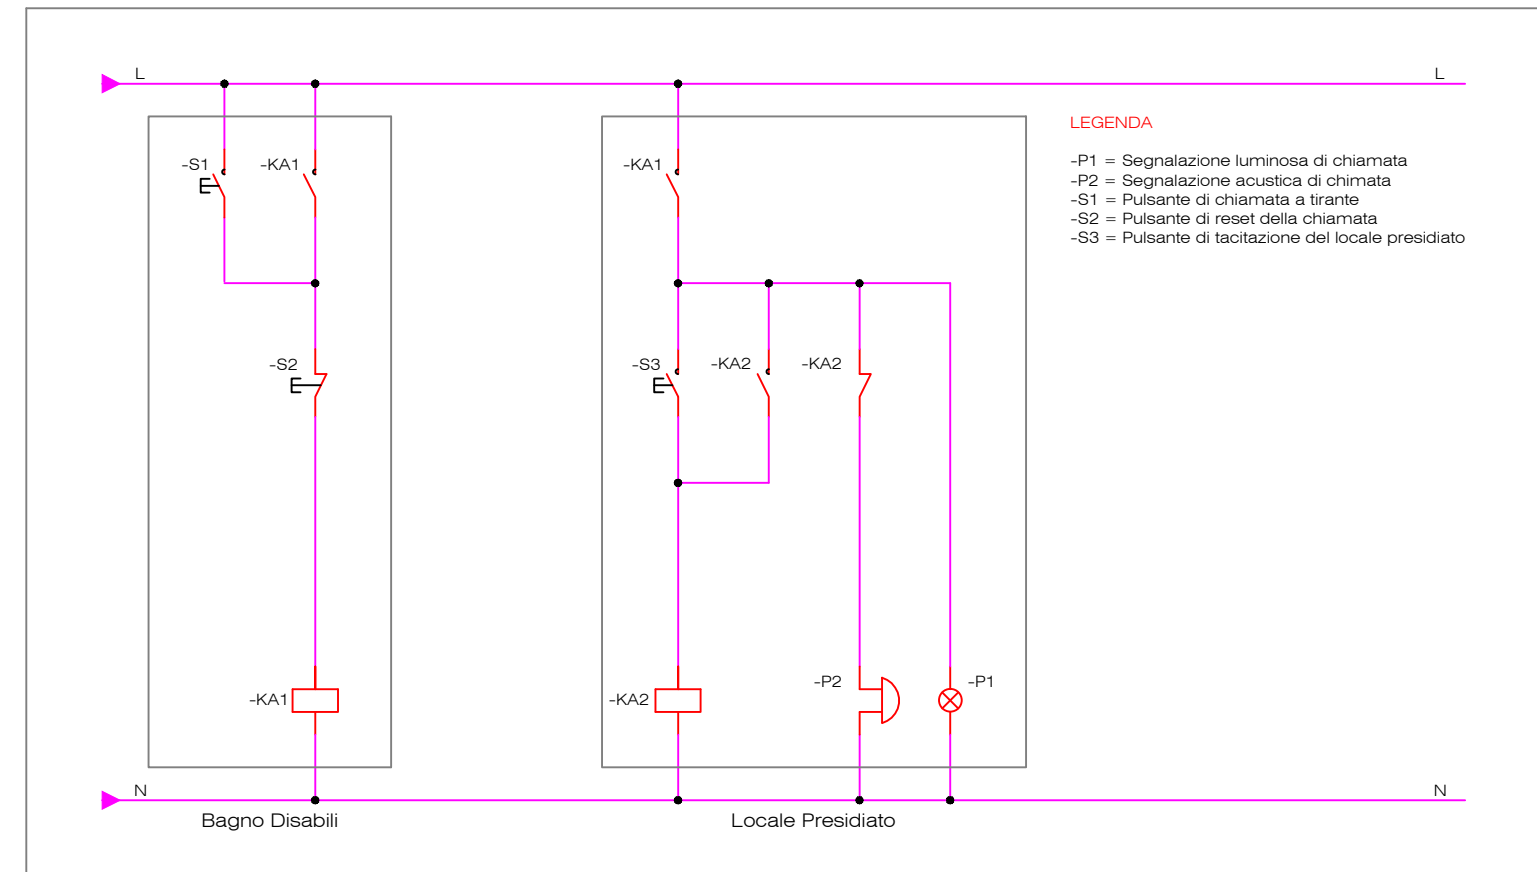 L
L
LEGENDA
-P1 = Segnalazione luminosa di chiamata
-P2 = Segnalazione acustica di chimata
-S1 = Pulsante di chiamata a tirante
-S2 = Pulsante di reset della chiamata
-S3 = Pulsante di tacitazione del locale presidiato
-S1
-KA1
-KA1
-S2
-S3
-KA2
-KA2
-KA1
-KA2
-P2
-P1
N
N
Bagno Disabili
Locale Presidiato